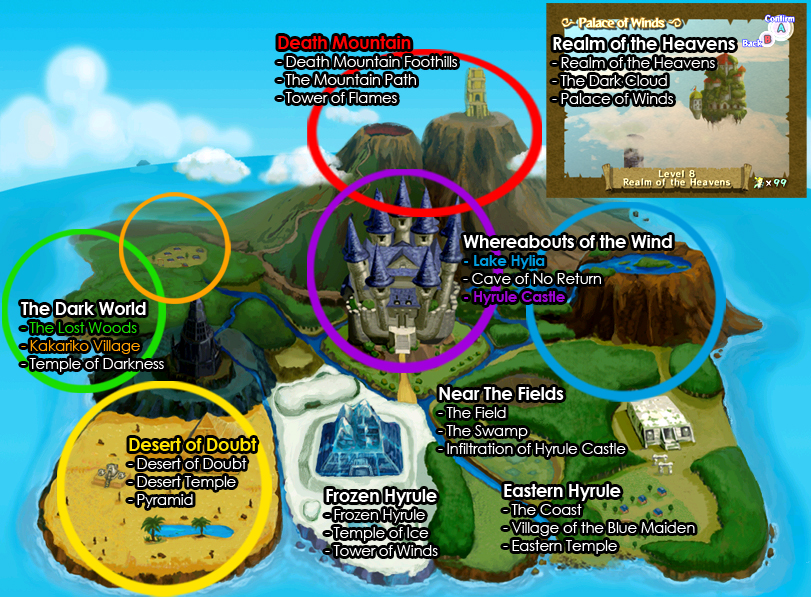 Death Mountain
- Death Mountain Foothills
- The Mountain Path
- Tower of Flames
Palace of Winds
Confirm
A
Back B
Realm of the Heavens
- Realm of the Heavens
- The Dark Cloud
- Palace of Winds
Level 8
Realm of the Heavens
x 99
Whereabouts of the Wind
- Lake Hylia
- Cave of No Return
- Hyrule Castle
The Dark World
- The Lost Woods
- Kakariko Village
- Temple of Darkness
Near The Fields
- The Field
- The Swamp
- Infiltration of Hyrule Castle
Desert of Doubt
- Desert of Doubt
- Desert Temple
- Pyramid
Frozen Hyrule
- Frozen Hyrule
- Temple of Ice
- Tower of Winds
Eastern Hyrule
- The Coast
- Village of the Blue Maiden
- Eastern Temple